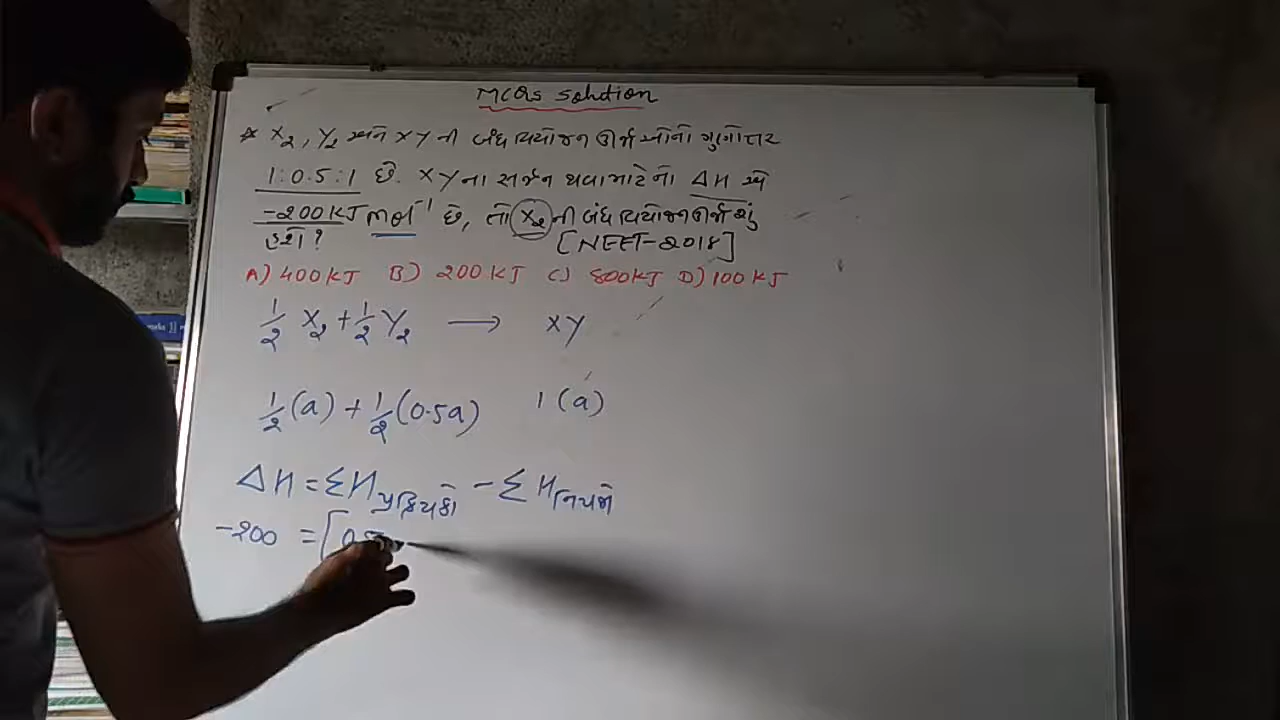 MCQs solution
* X₂, Y₂ અને XY ની બંધ વિયોજન ઊર્જાઓનો ગુણોત્તર
1:0.5:1 છે. XY ના સર્જન થવા માટેનો ΔH એ
-200 KJ mol⁻¹ છે, તો X₂ ની બંધ વિયોજન ઊર્જા શું
હશે? [NEET-2018]
A) 400 KJ B) 200 KJ C) 800 KJ D) 100 KJ
1/2 X₂ + 1/2 Y₂ → XY
1/2 (a) + 1/2 (0.5a) 1 (a)
ΔH = ΣH પ્રક્રિયકો - ΣH નિપજો
-200 = [